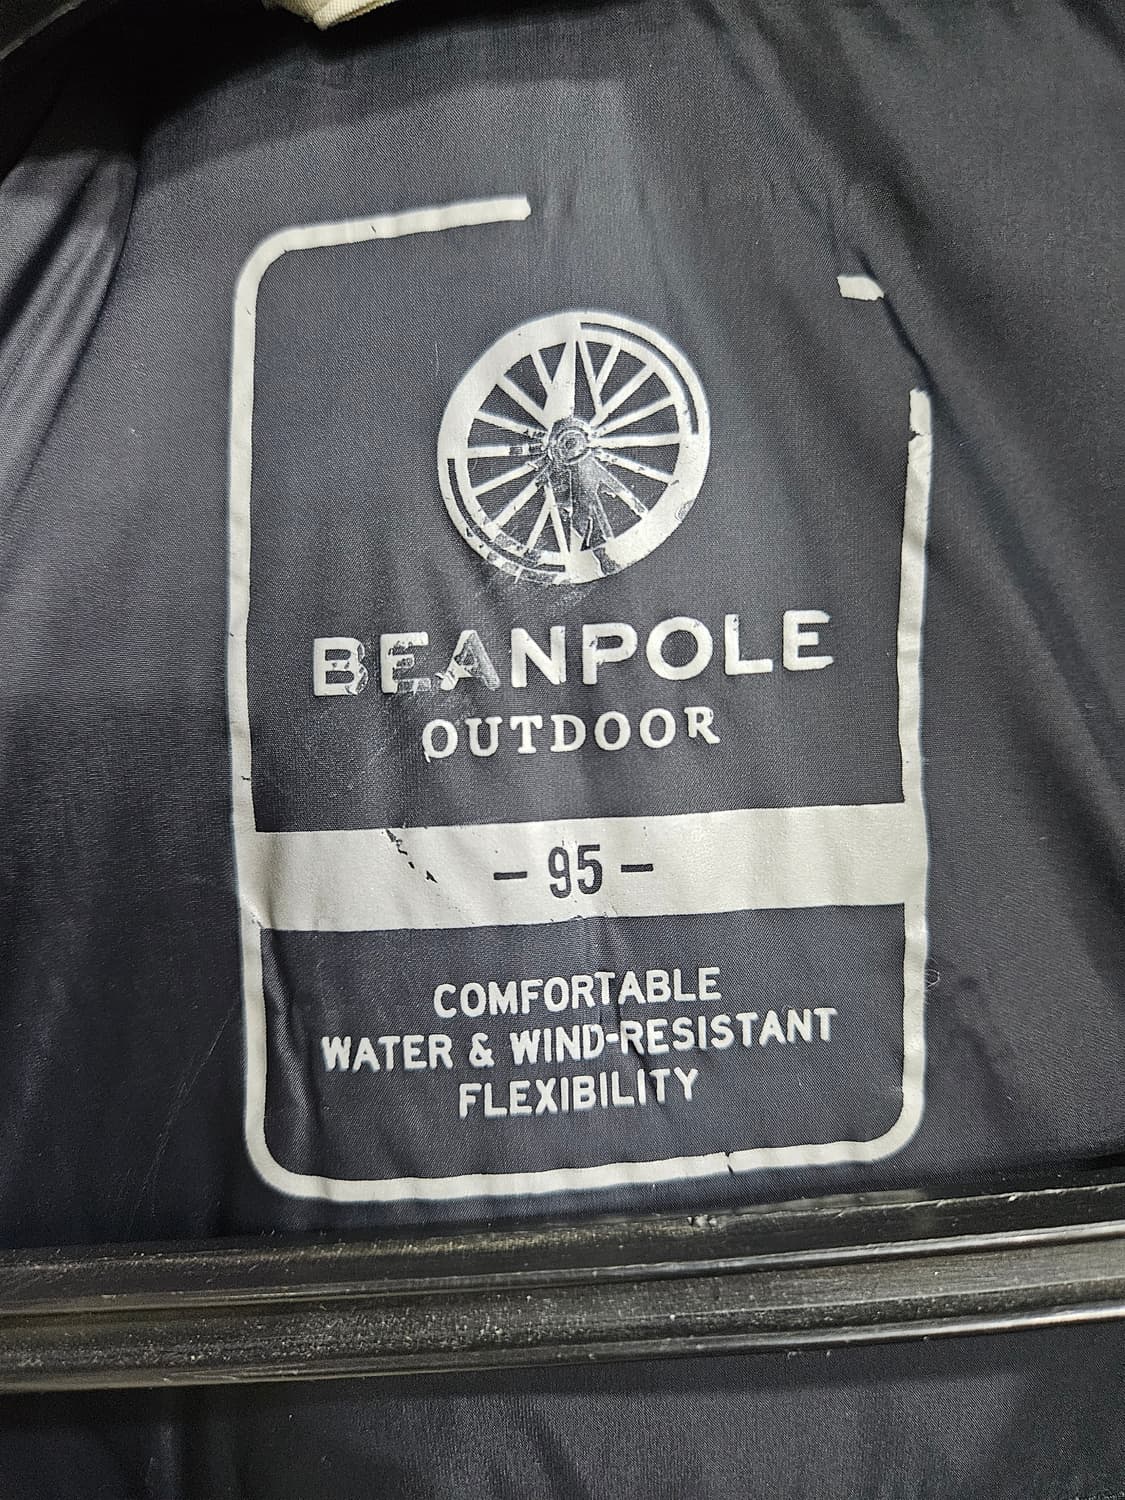 BEANPOLE
OUTDOOR
- 95 -
COMFORTABLE
WATER & WIND-RESISTANT
FLEXIBILITY